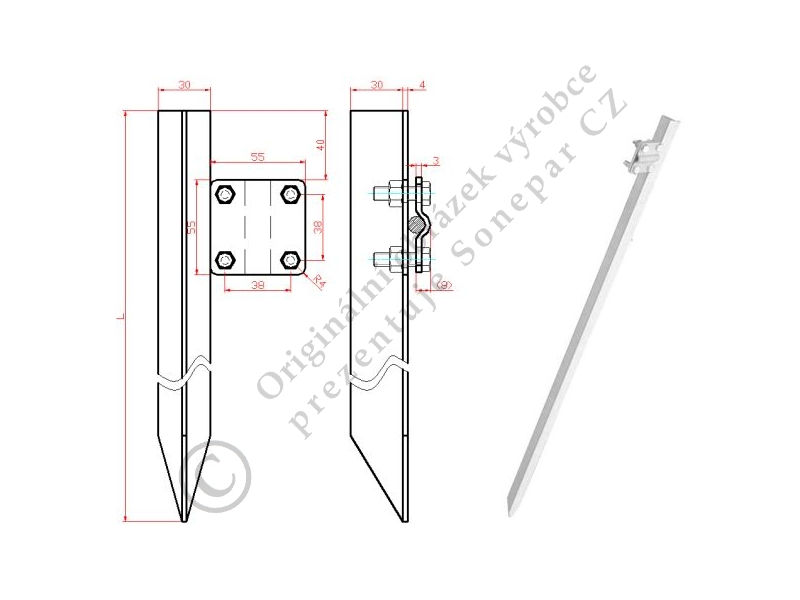 30
30
4
40
55
3
55
38
38
R4
(9)
L
Originální obrázek výrobce
prezentuje Sonepar CZ
©